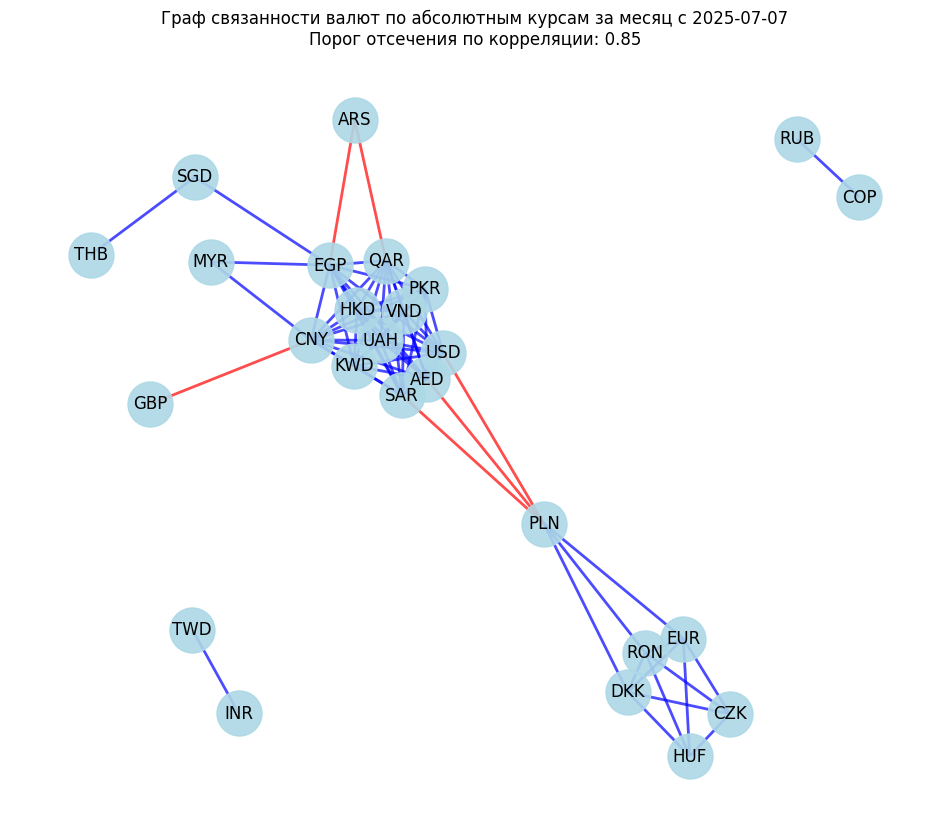 Граф связанности валют по абсолютным курсам за месяц с 2025-07-07
Порог отсечения по корреляции: 0.85
ARS
RUB
SGD
COP
THB
MYR
EGP
QAR
PKR
HKD
VND
CNY
UAH
USD
KWD
AED
SAR
GBP
PLN
TWD
EUR
RON
DKK
INR
CZK
HUF